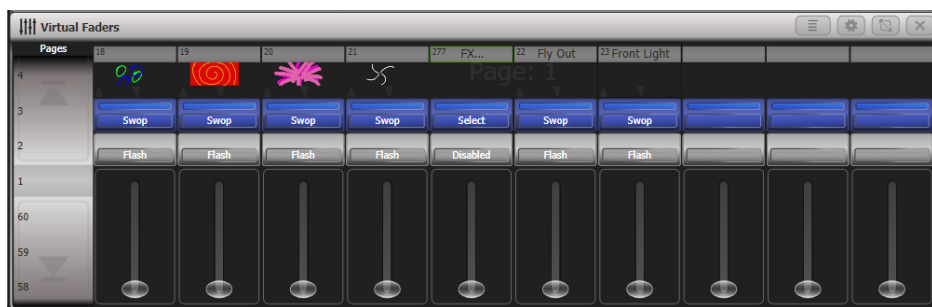 Virtual Faders
Pages
18 19 20 21 277 FX... 22 Fly Out 23 Front Light
Page: 1
4
3
2
1
60
59
58
Swop Swop Swop Swop Select Swop Swop
Flash Flash Flash Flash Disabled Flash Flash